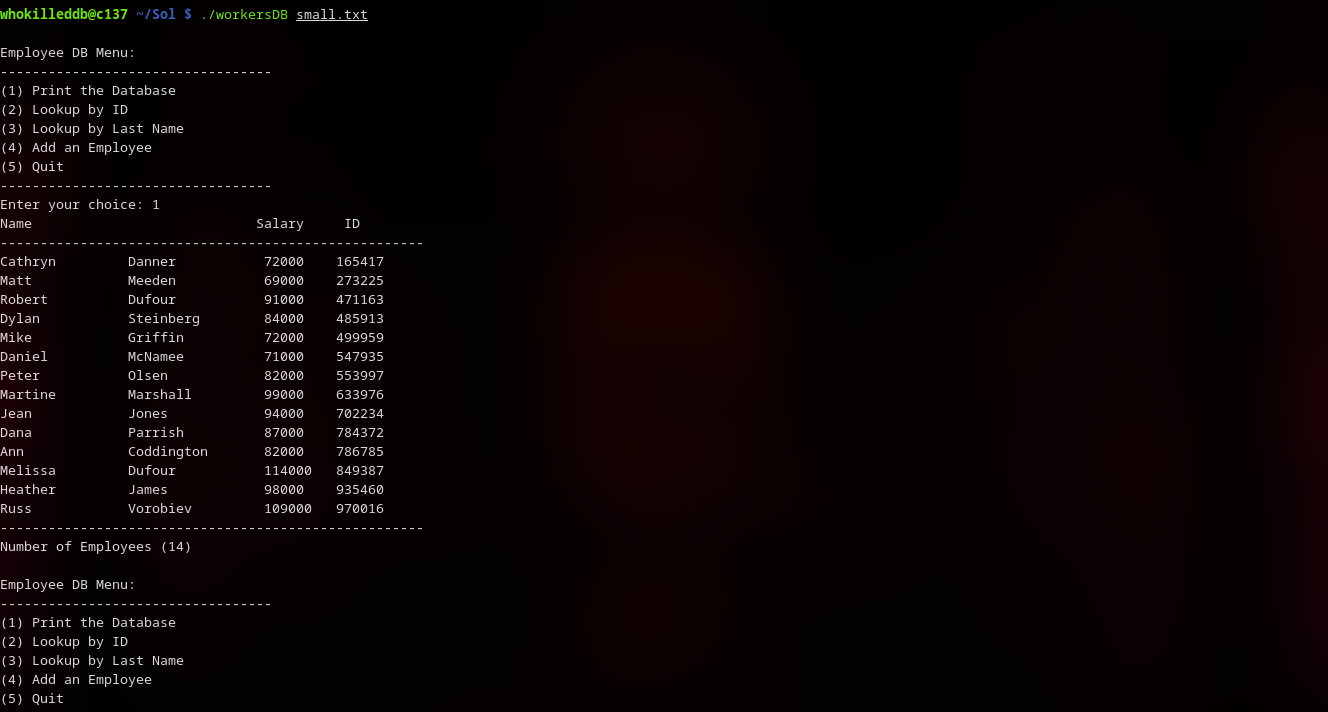 whokilleddb@c137 ~/Sol $ ./workersDB small.txt
Employee DB Menu:
----------------------------------
(1) Print the Database
(2) Lookup by ID
(3) Lookup by Last Name
(4) Add an Employee
(5) Quit
----------------------------------
Enter your choice: 1
Name                            Salary     ID
-----------------------------------------------------
Cathryn         Danner           72000    165417
Matt            Meeden           69000    273225
Robert          Dufour           91000    471163
Dylan           Steinberg        84000    485913
Mike            Griffin          72000    499959
Daniel          McNamee          71000    547935
Peter           Olsen            82000    553997
Martine         Marshall         99000    633976
Jean            Jones            94000    702234
Dana            Parrish          87000    784372
Ann             Coddington       82000    786785
Melissa         Dufour           114000   849387
Heather         James            98000    935460
Russ            Vorobiev         109000   970016
-----------------------------------------------------
Number of Employees (14)
Employee DB Menu:
----------------------------------
(1) Print the Database
(2) Lookup by ID
(3) Lookup by Last Name
(4) Add an Employee
(5) Quit